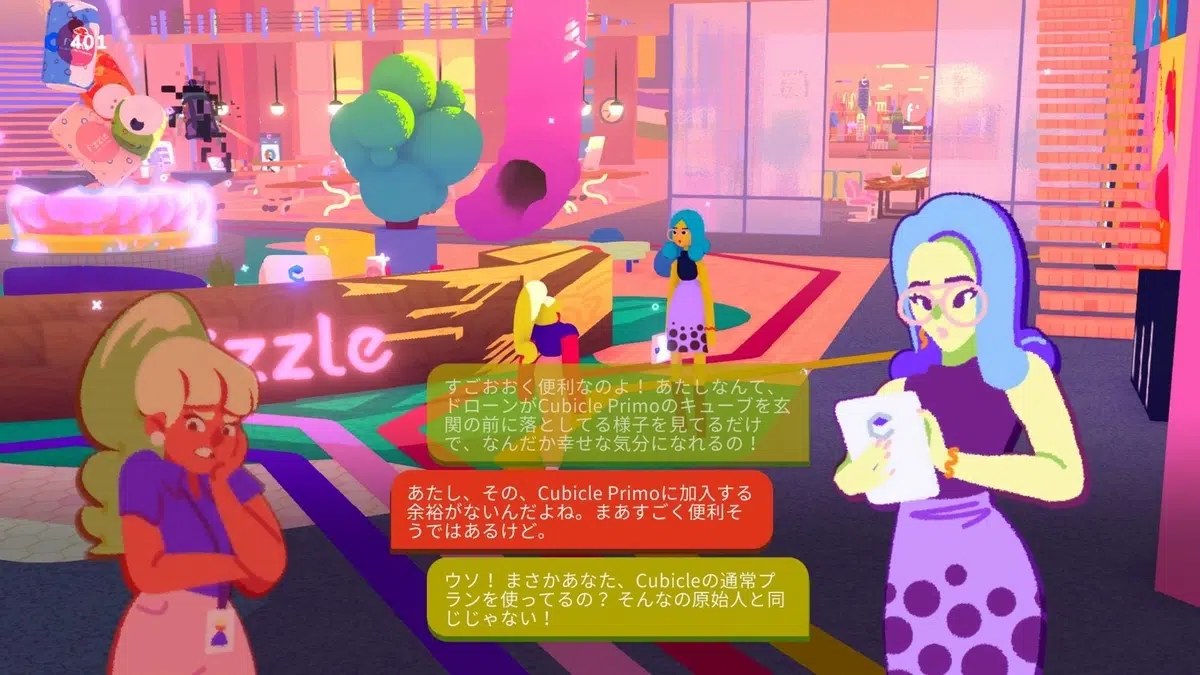 401
zzle
すごおおく便利なのよ！ あたしなんて、
ドローンがCubicle Primoのキューブを玄
関の前に落としてる様子を見てるだけ
で、なんだか幸せな気分になれるの！
あたし、その、Cubicle Primoに加入する
余裕がないんだよね。まあすごく便利そ
うではあるけど。
ウソ！ まさかあなた、Cubicleの通常プ
ランを使ってるの？ そんなの原始人と同
じじゃない！